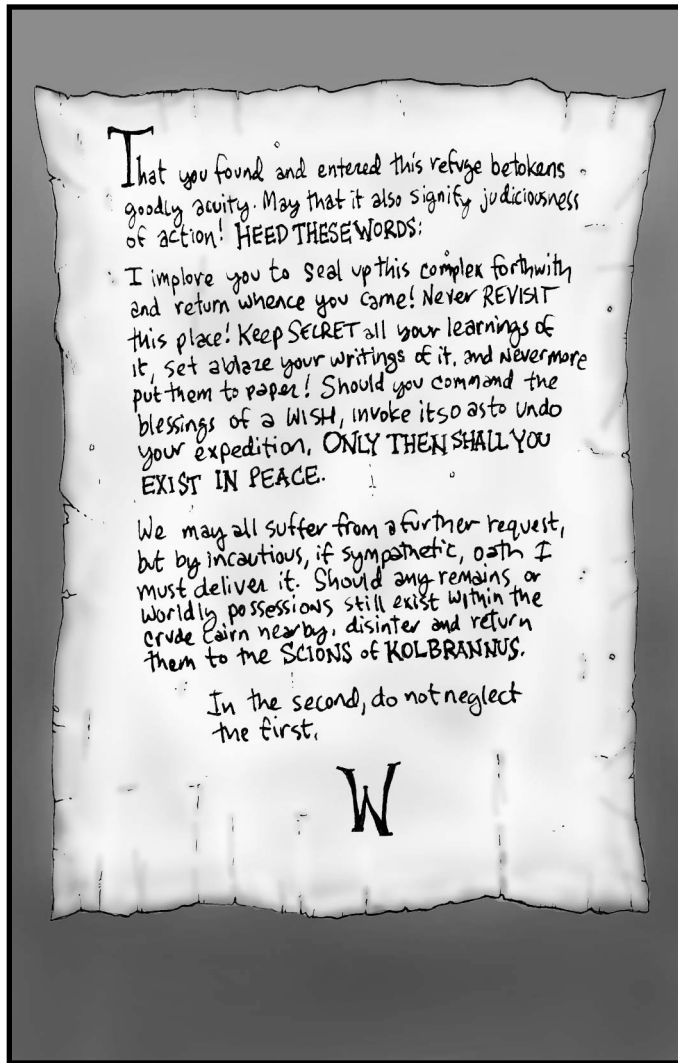 That you found and entered this refuge betokens
goodly acuity. May that it also signify judiciousness
of action! HEED THESE WORDS:
I implore you to seal up this complex forthwith
and return whence you came! Never REVISIT
this place! Keep SECRET all your learnings of
it, set ablaze your writings of it, and nevermore
put them to paper! Should you command the
blessings of a WISH, invoke it so as to undo
your expedition. ONLY THEN SHALL YOU
EXIST IN PEACE.
We may all suffer from a further request,
but by incautious, if sympathetic, oath I
must deliver it. Should any remains or
worldly possessions still exist within the
crude cairn nearby, disinter and return
them to the SCIONS of KOLBRANNUS.
In the second, do not neglect
the first.
W